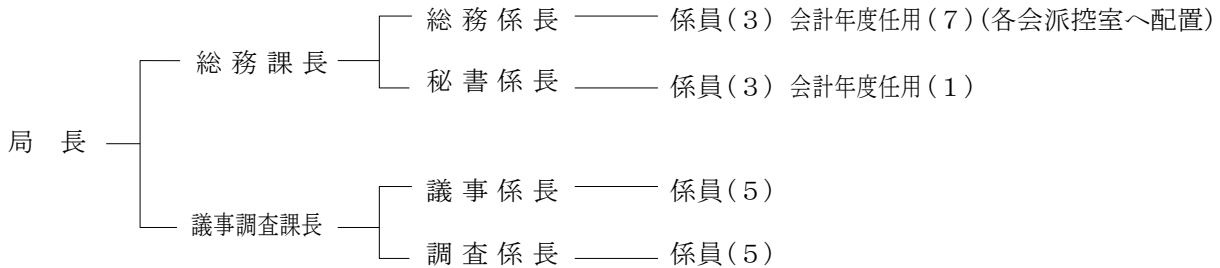 総務係長 係員(3) 会計年度任用(7)(各会派控室へ配置)
総務課長
秘書係長 係員(3) 会計年度任用(1)
局 長
議事係長 係員(5)
議事調査課長
調査係長 係員(5)